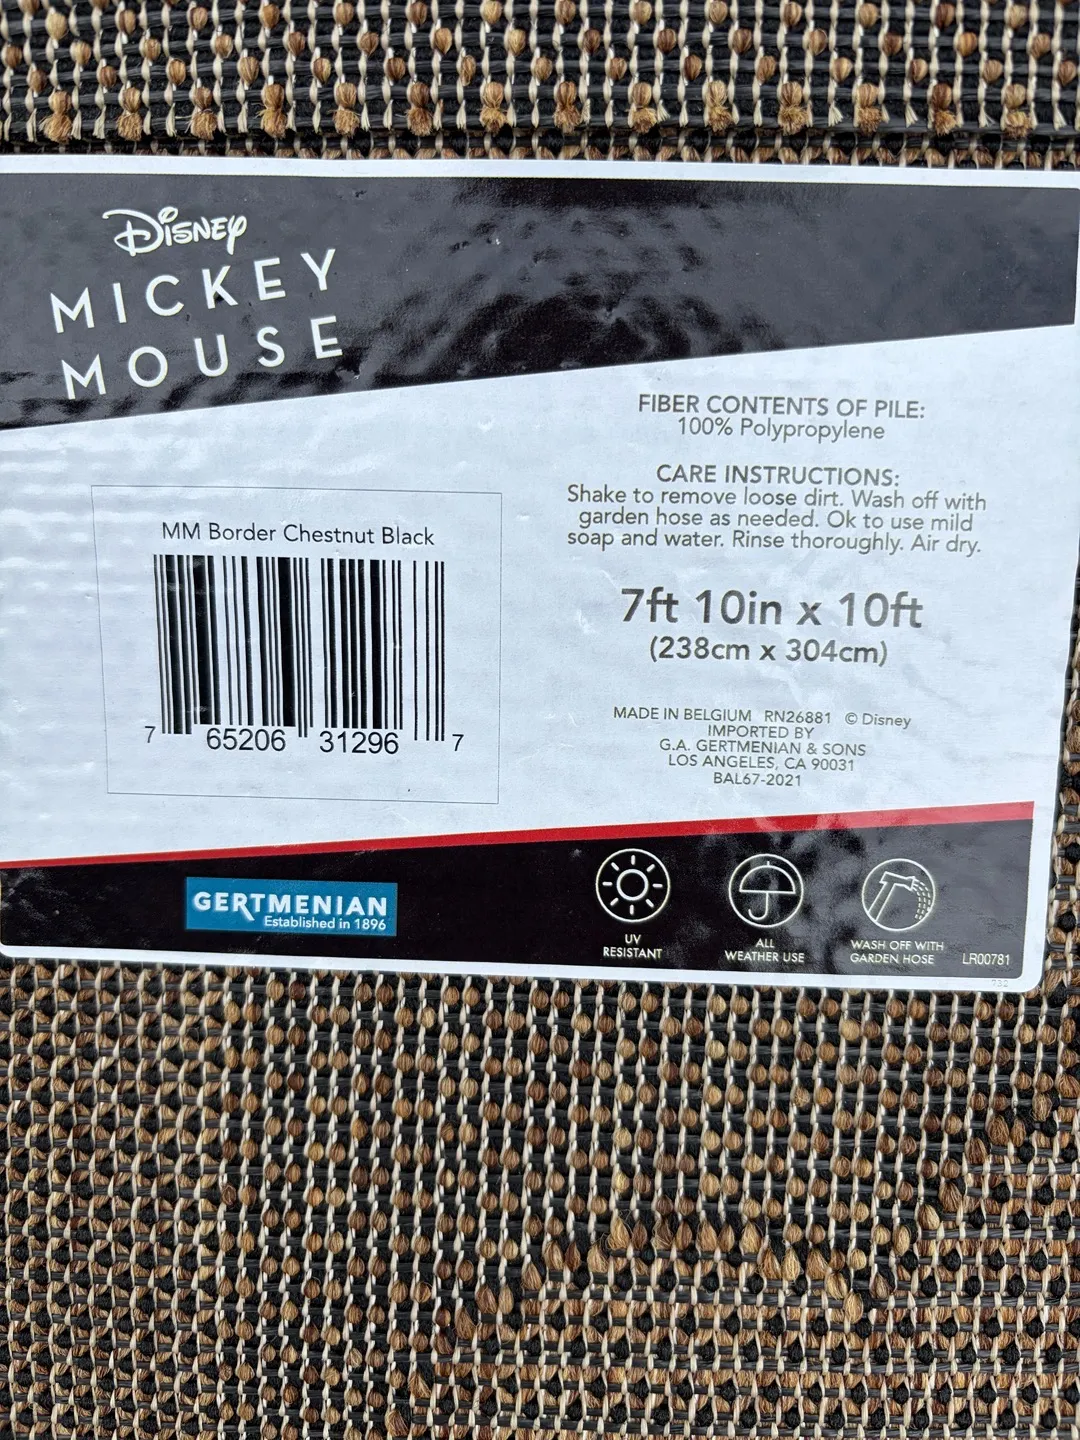 Disney
MICKEY
MOUSE
FIBER CONTENTS OF PILE:
100% Polypropylene
CARE INSTRUCTIONS:
Shake to remove loose dirt. Wash off with
garden hose as needed. Ok to use mild
soap and water. Rinse thoroughly. Air dry.
MM Border Chestnut Black
7 65206 31296 7
7ft 10in x 10ft
(238cm x 304cm)
MADE IN BELGIUM RN26881 © Disney
IMPORTED BY
G.A. GERTMENIAN & SONS
LOS ANGELES, CA 90031
BAL67-2021
GERTMENIAN
Established in 1896
UV
RESISTANT
ALL
WEATHER USE
WASH OFF WITH
GARDEN HOSE
LR00781